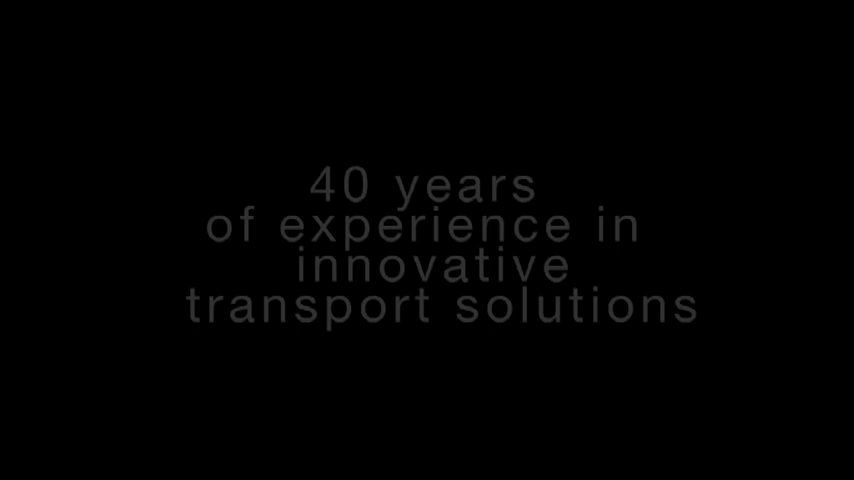 40 years
of experience in
innovative
transport solutions